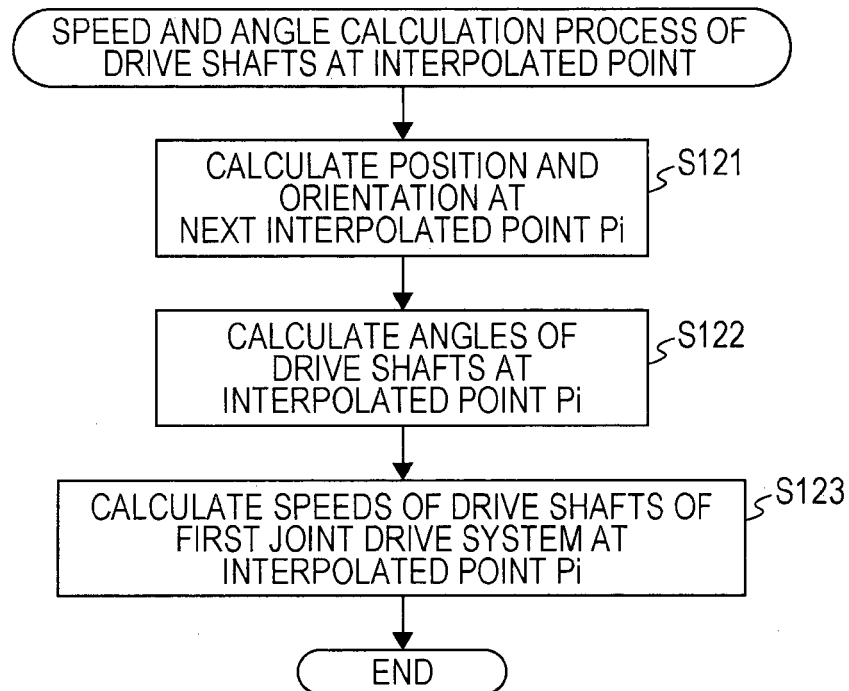 SPEED AND ANGLE CALCULATION PROCESS OF
DRIVE SHAFTS AT INTERPOLATED POINT
CALCULATE POSITION AND
ORIENTATION AT
NEXT INTERPOLATED POINT Pi
S121
CALCULATE ANGLES OF
DRIVE SHAFTS AT
INTERPOLATED POINT Pi
S122
CALCULATE SPEEDS OF DRIVE SHAFTS OF
FIRST JOINT DRIVE SYSTEM AT
INTERPOLATED POINT Pi
S123
END